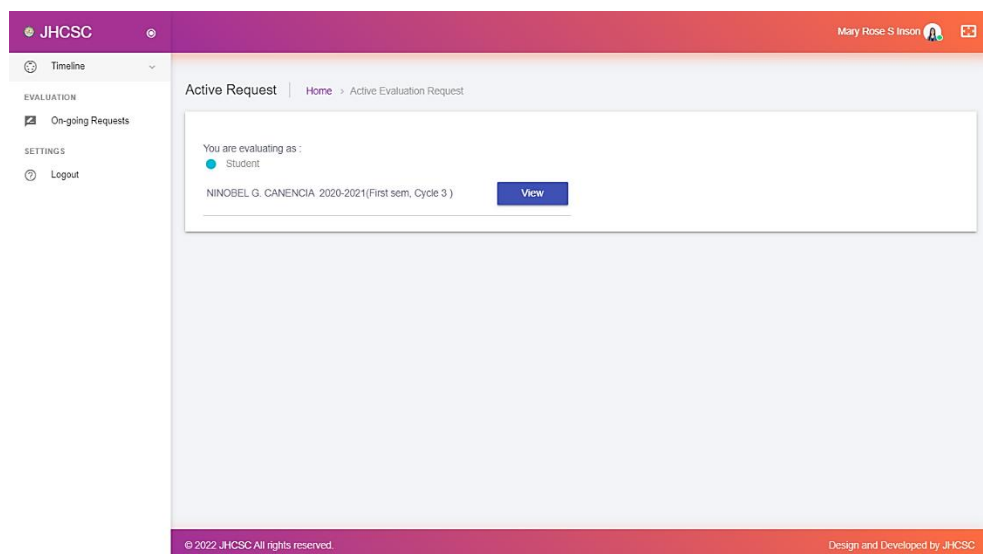 JHCSC
Mary Rose S Inson
Timeline
EVALUATION
On-going Requests
SETTINGS
Logout
Active Request
Home > Active Evaluation Request
You are evaluating as :
Student
NINOBEL G. CANENCIA 2020-2021(First sem, Cycle 3 )
View
© 2022 JHCSC All rights reserved.
Design and Developed by JHCSC